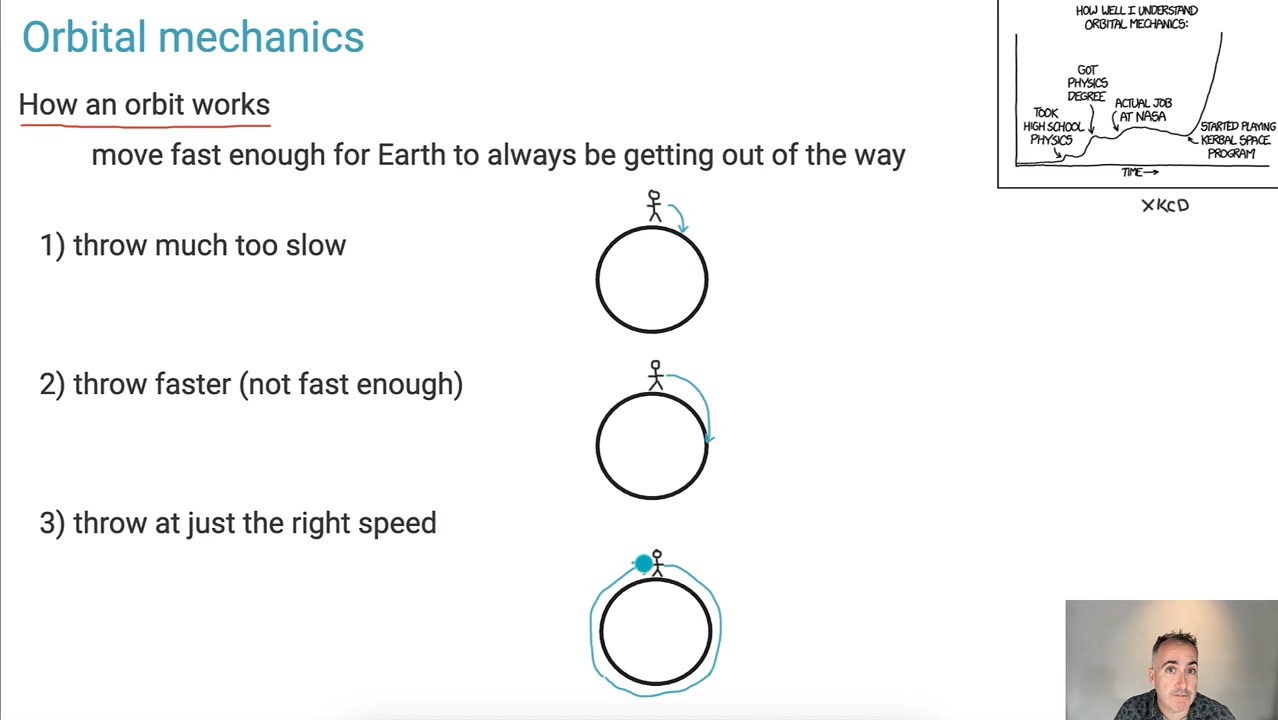 Orbital mechanics
How an orbit works
move fast enough for Earth to always be getting out of the way
1) throw much too slow
2) throw faster (not fast enough)
3) throw at just the right speed
HOW WELL I UNDERSTAND
ORBITAL MECHANICS:
GOT
PHYSICS
DEGREE
TOOK
HIGH SCHOOL
PHYSICS
ACTUAL JOB
AT NASA
STARTED PLAYING
KERBAL SPACE
PROGRAM
TIME
XKCD